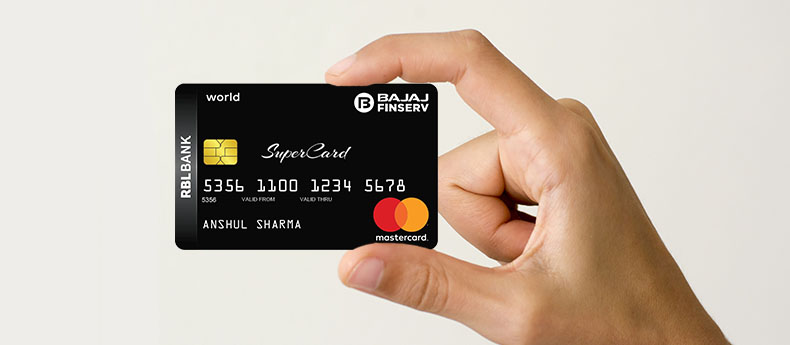 world
BAJAJ
FINSERV
RBLBANK
SuperCard
5356 1100 1234 5678
5356 VALID FROM VALID THRU
ANSHUL SHARMA
mastercard.